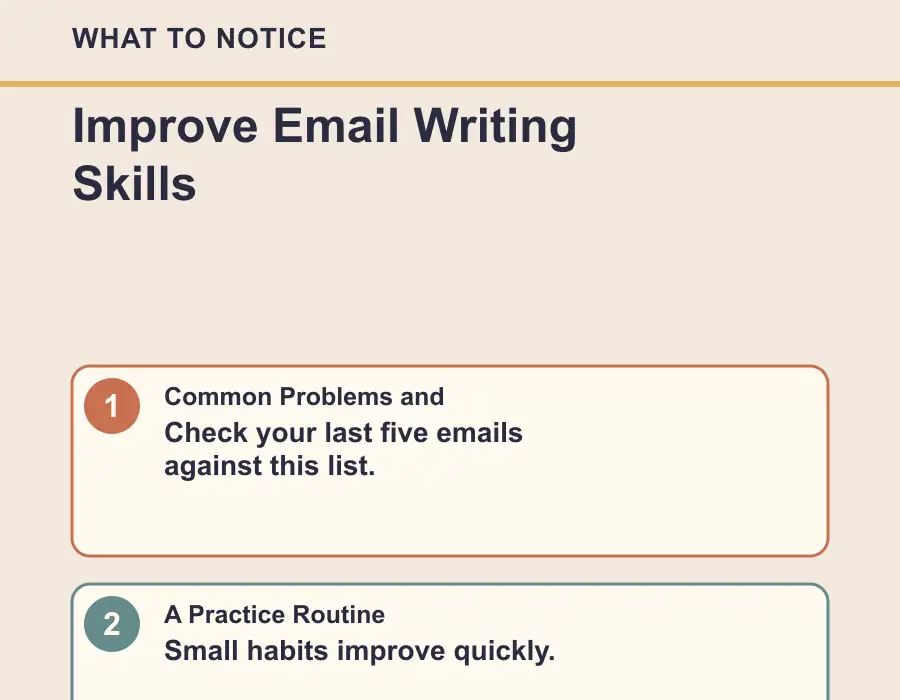 WHAT TO NOTICE
Improve Email Writing
Skills
1
Common Problems and
Check your last five emails
against this list.
2
A Practice Routine
Small habits improve quickly.